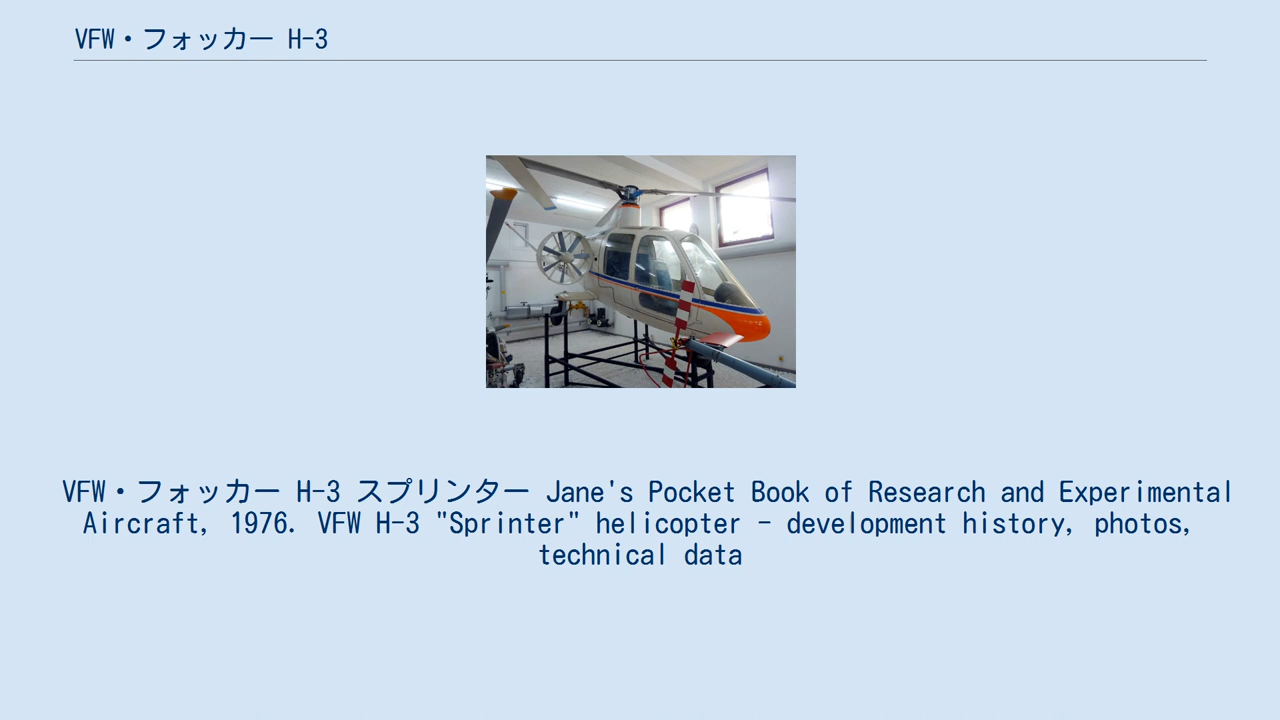 VFW・フォッカー H-3
VFW・フォッカー H-3 スプリンター Jane's Pocket Book of Research and Experimental
Aircraft, 1976. VFW H-3 "Sprinter" helicopter - development history, photos,
technical data